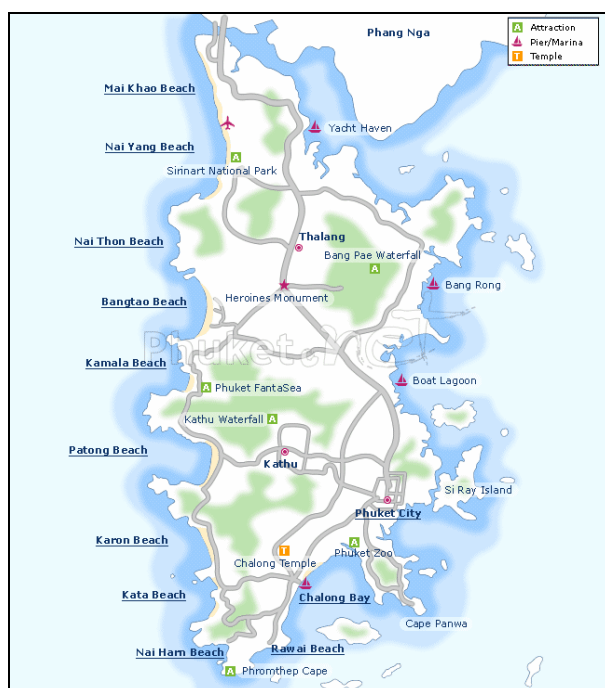 Phang Nga
A Attraction
Pier/Marina
T Temple
Mai Khao Beach
Yacht Haven
Nai Yang Beach
A
Sirinart National Park
Nai Thon Beach
Thalang
Bang Pae Waterfall
A
Bang Rong
Bangtao Beach
Heroines Monument
Phuket
Kamala Beach
A Phuket FantaSea
Boat Lagoon
Kathu Waterfall A
Patong Beach
Kathu
Si Ray Island
Phuket City
Karon Beach
T
Chalong Temple
A
Phuket Zoo
Kata Beach
Chalong Bay
Cape Panwa
Nai Harn Beach
Rawai Beach
A Phromthep Cape